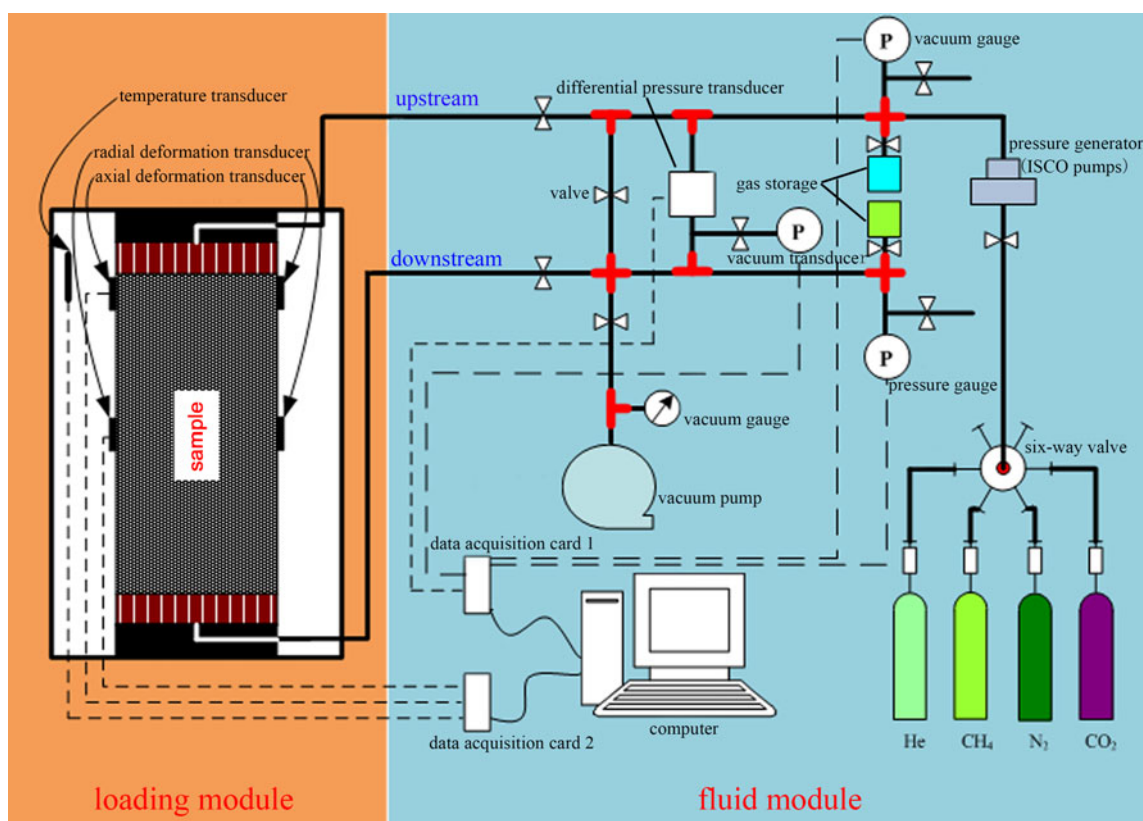 P
vacuum gauge
temperature transducer
upstream
differential pressure transducer
radial deformation transducer
axial deformation transducer
valve
gas storage
pressure generator
(ISCO pumps)
downstream
P
vacuum transducer
P
pressure gauge
sample
vacuum gauge
six-way valve
vacuum pump
data acquisition card 1
computer
data acquisition card 2
He
CH₄
N₂
CO₂
loading module
fluid module